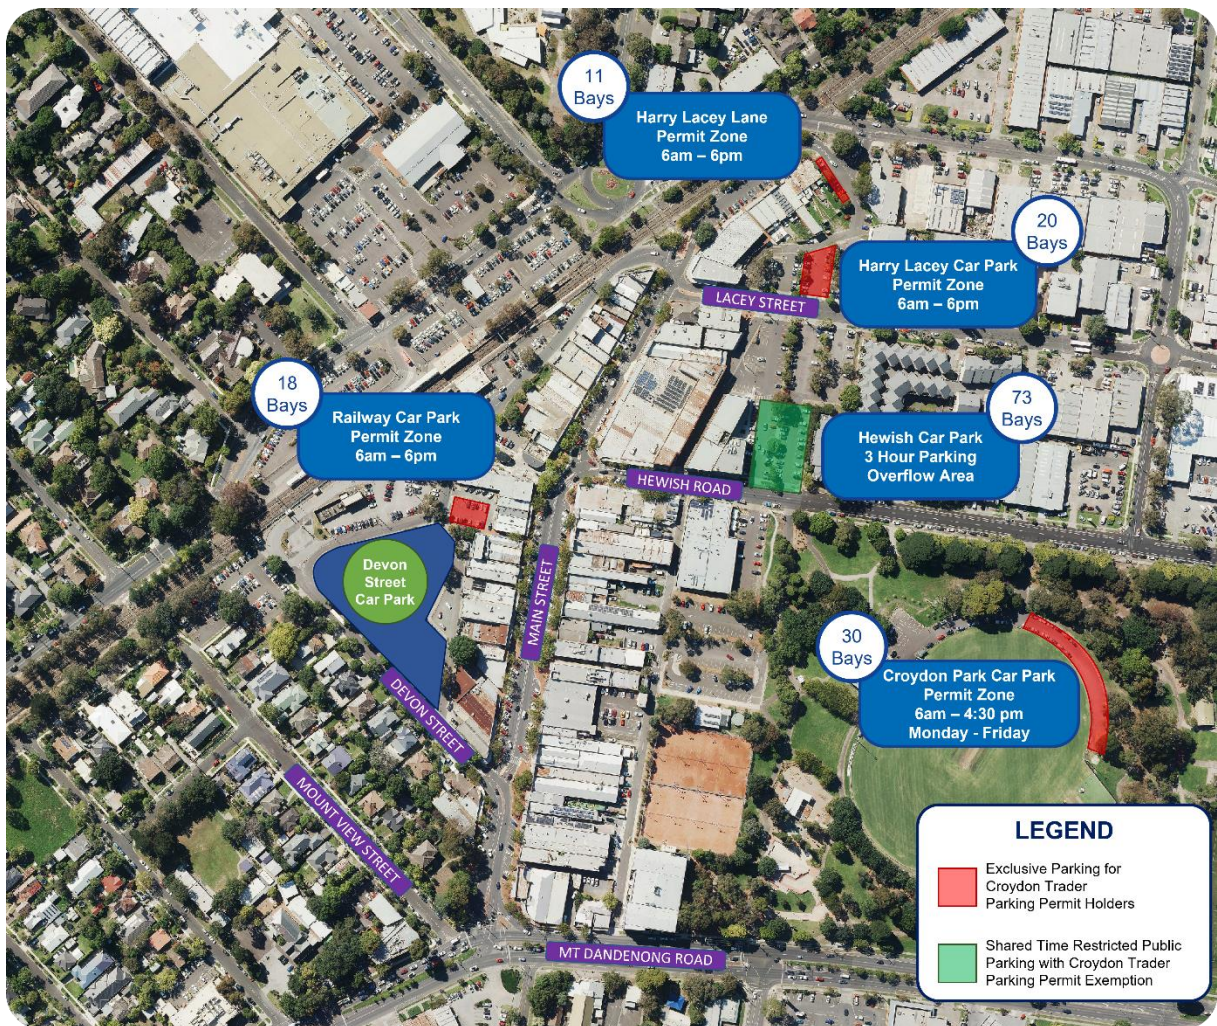 11
Bays
Harry Lacey Lane
Permit Zone
6am – 6pm
20
Bays
Harry Lacey Car Park
Permit Zone
6am – 6pm
LACEY STREET
18
Bays
Railway Car Park
Permit Zone
6am – 6pm
73
Bays
Hewish Car Park
3 Hour Parking
Overflow Area
HEWISH ROAD
Devon
Street
Car Park
MAIN STREET
DEVON STREET
MOUNT VIEW STREET
30
Bays
Croydon Park Car Park
Permit Zone
6am – 4:30 pm
Monday - Friday
MT DANDENONG ROAD
LEGEND
Exclusive Parking for
Croydon Trader
Parking Permit Holders
Shared Time Restricted Public
Parking with Croydon Trader
Parking Permit Exemption